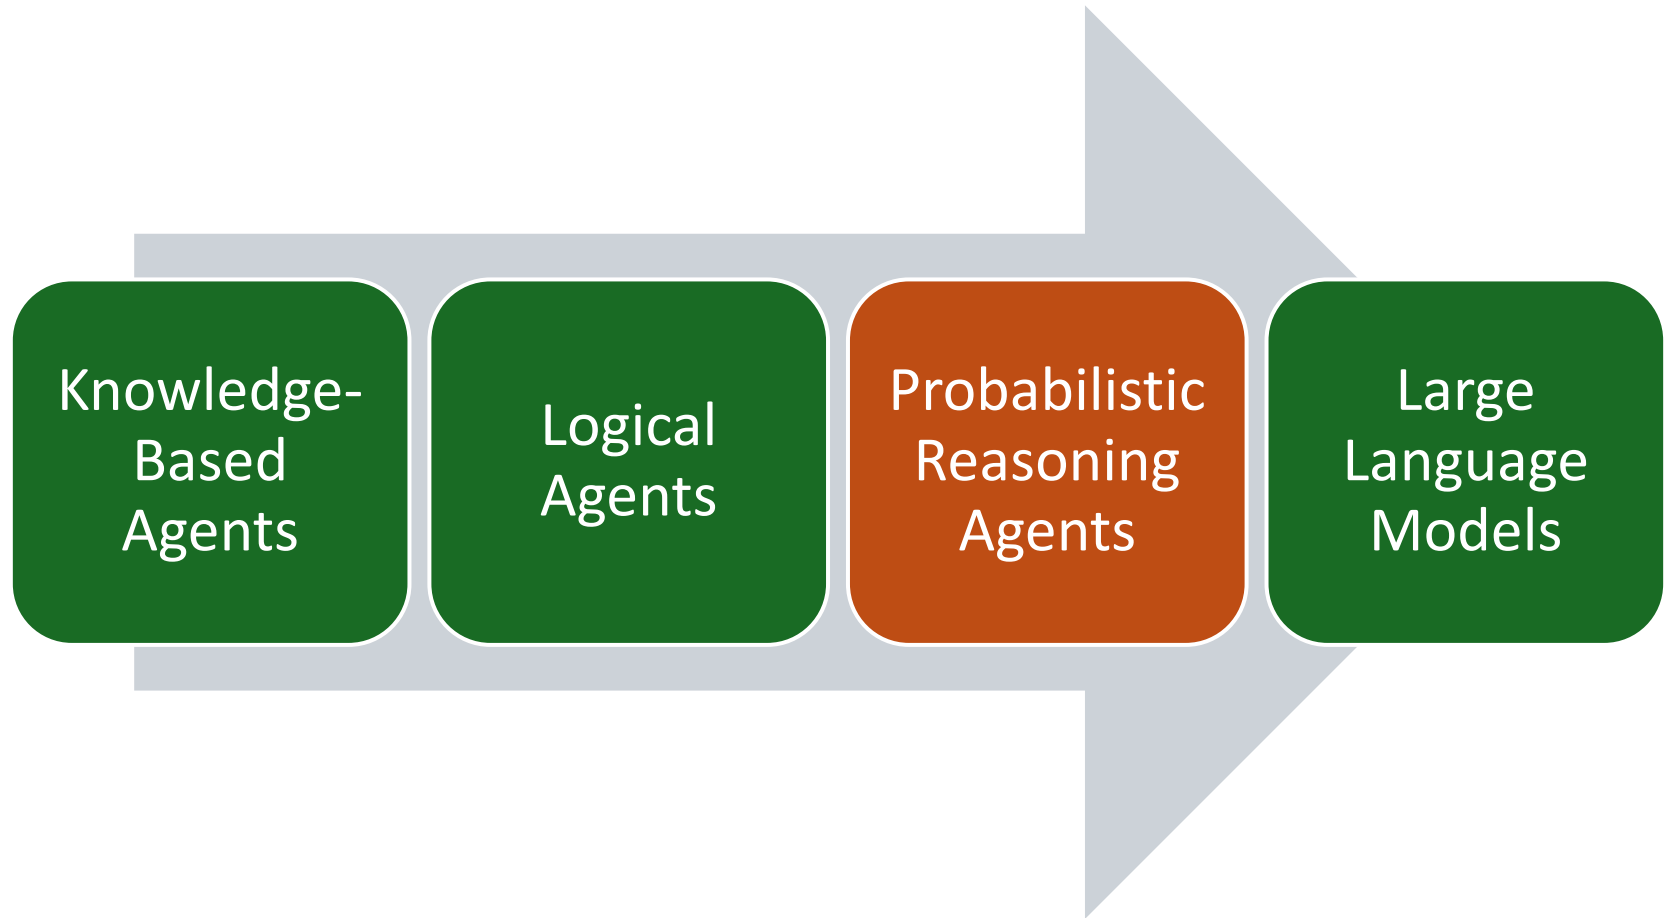 Knowledge-
Based
Agents
Logical
Agents
Probabilistic
Reasoning
Agents
Large
Language
Models